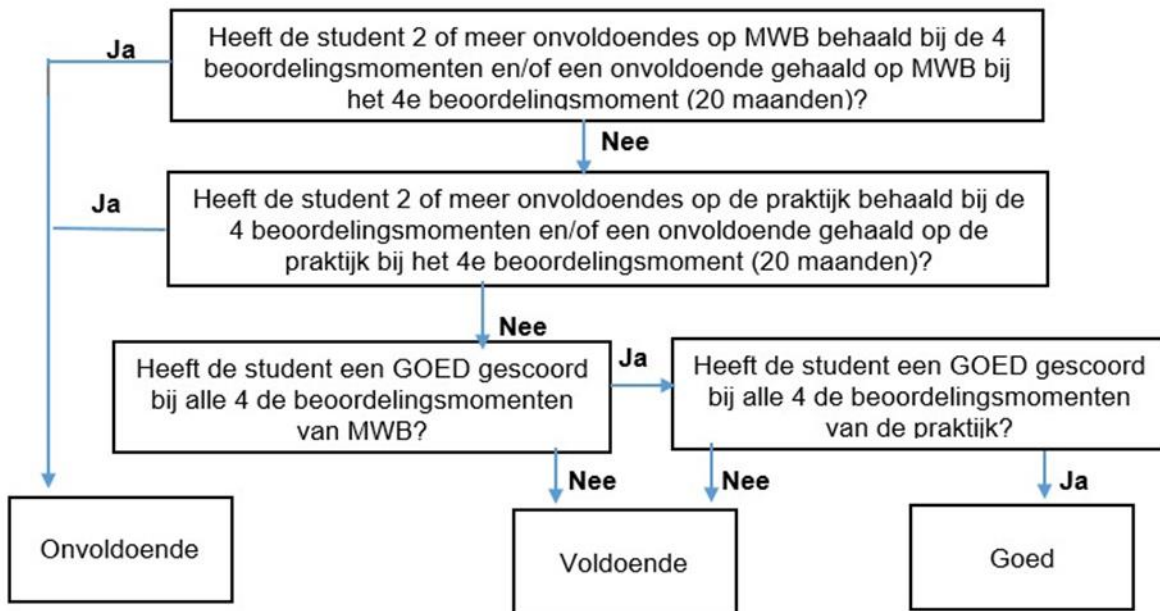 Ja
Heeft de student 2 of meer onvoldoendes op MWB behaald bij de 4
beoordelingsmomenten en/of een onvoldoende gehaald op MWB bij
het 4e beoordelingsmoment (20 maanden)?
Nee
Ja
Heeft de student 2 of meer onvoldoendes op de praktijk behaald bij de
4 beoordelingsmomenten en/of een onvoldoende gehaald op de
praktijk bij het 4e beoordelingsmoment (20 maanden)?
Nee
Heeft de student een GOED gescoord
bij alle 4 de beoordelingsmomenten
van MWB?
Ja
Heeft de student een GOED gescoord
bij alle 4 de beoordelingsmomenten
van de praktijk?
Nee
Nee
Ja
Onvoldoende
Voldoende
Goed